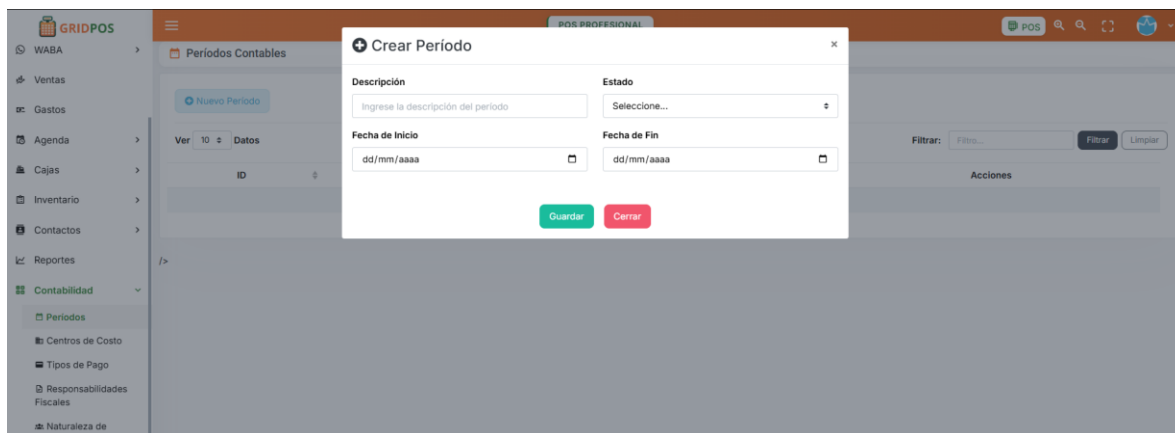 GRIDPOS
POS PROFESIONAL
POS
WABA
Ventas
Gastos
Agenda
Cajas
Inventario
Contactos
Reportes
Contabilidad
Períodos
Centros de Costo
Tipos de Pago
Responsabilidades
Fiscales
Naturaleza de
Períodos Contables
Nuevo Período
Ver 10 Datos
Filtrar: Filtro... Filtrar Limpiar
ID
Acciones
/>
Crear Período ×
Descripción Estado
Ingrese la descripción del período Seleccione...
Fecha de Inicio Fecha de Fin
dd/mm/aaaa dd/mm/aaaa
Guardar Cerrar